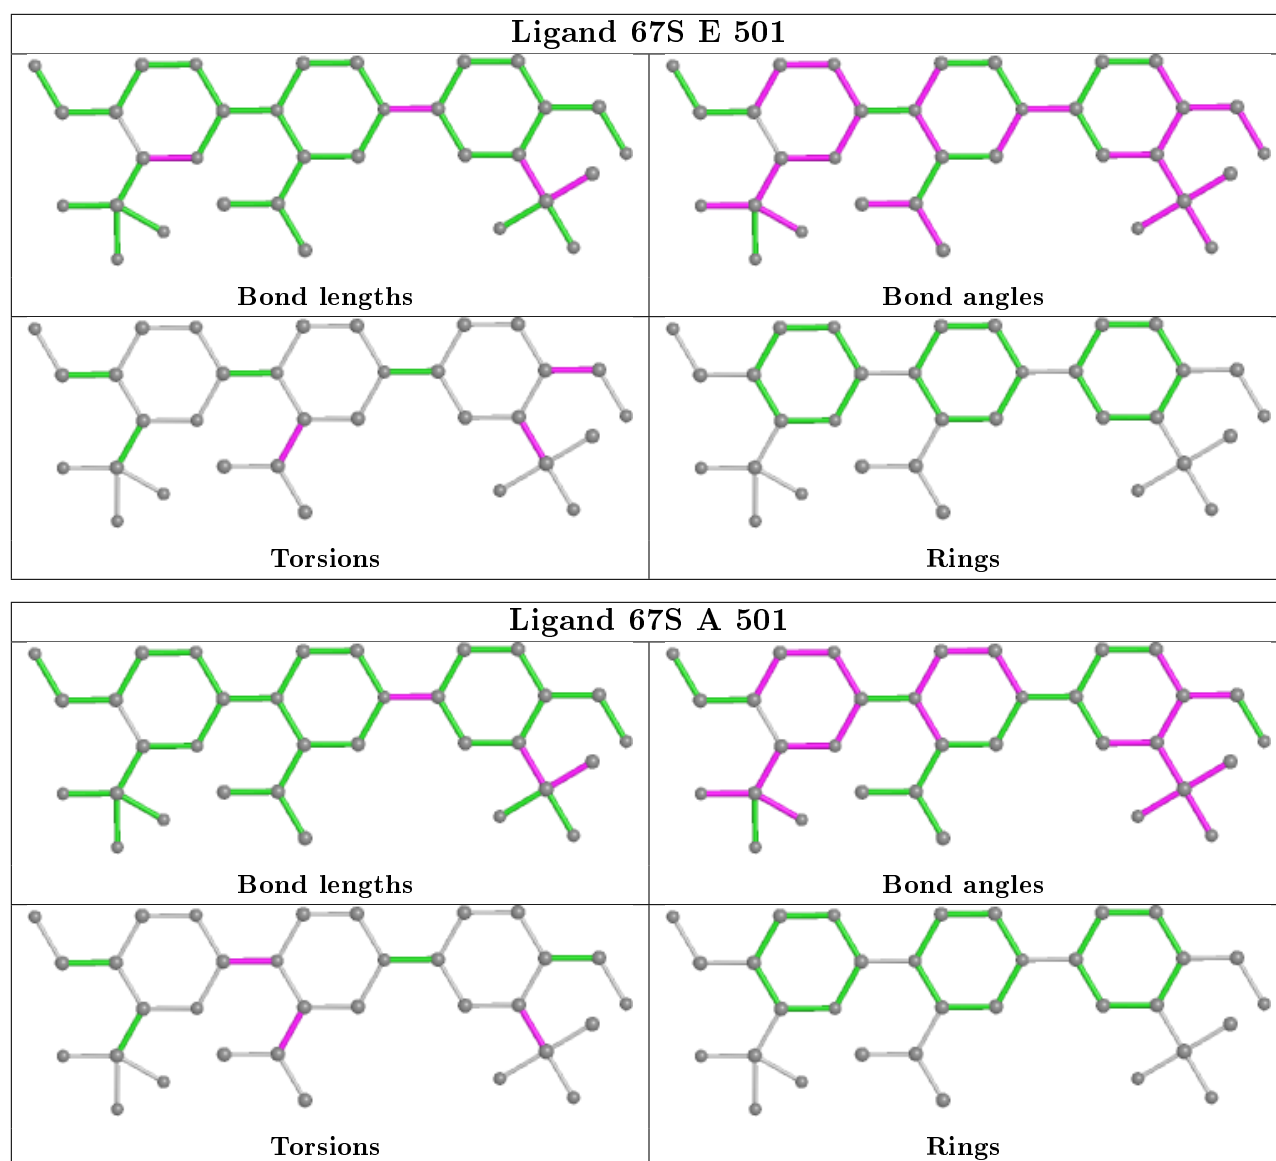 Ligand 67S E 501
Bond lengths
Bond angles
Torsions
Rings
Ligand 67S A 501
Bond lengths
Bond angles
Torsions
Rings